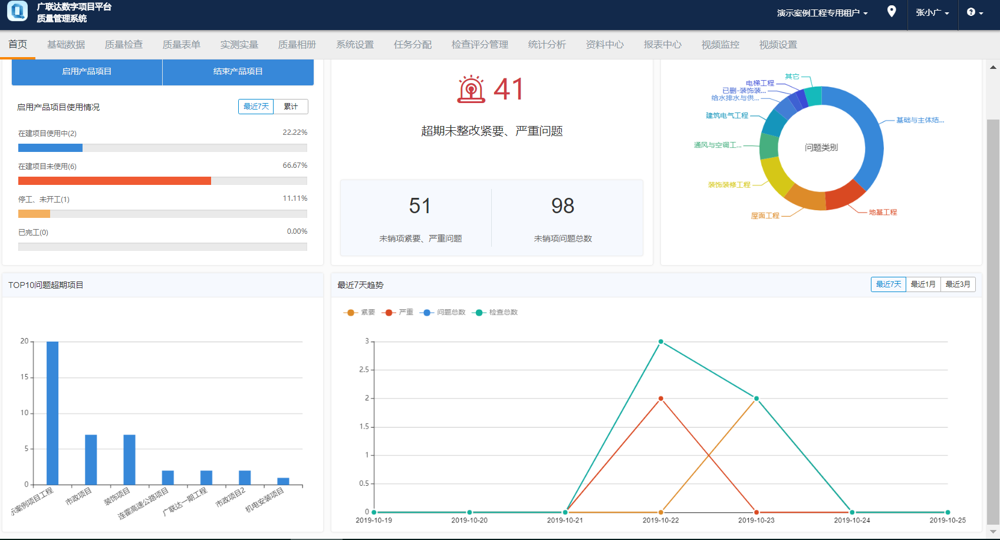 广联达数字项目平台
质量管理系统
演示案例工程专用租户
张小广
首页 基础数据 质量检查 质量表单 实测实量 质量相册 系统设置 任务分配 检查评分管理 统计分析 资料中心 报表中心 视频监控 视频设置
启用产品项目 结束产品项目
启用产品项目使用情况 最近7天 累计
在建项目使用中(2) 22.22%
在建项目未使用(6) 66.67%
停工、未开工(1) 11.11%
已完工(0) 0.00%
41
超期未整改紧要、严重问题
51 98
未销项紧要、严重问题 未销项问题总数
其它
电梯工程
已删-装饰装...
给水排水与供...
建筑电气工程
基础与主体结...
通风与空调工...
问题类别
装饰装修工程
屋面工程
地基工程
TOP10问题超期项目
20
15
10
5
0
示案例项目工程
市政项目
装饰项目
连霍高速公路项目
广联达一期工程
市政项目2
机电安装项目
最近7天趋势 最近7天 最近1月 最近3月
紧要 严重 问题总数 检查总数
3
2.5
2
1.5
1
0.5
0
2019-10-19 2019-10-20 2019-10-21 2019-10-22 2019-10-23 2019-10-24 2019-10-25